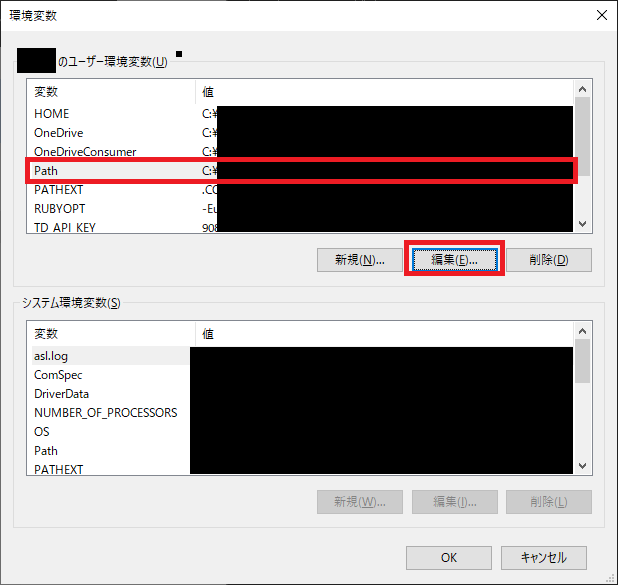 環境変数
のユーザー環境変数(U)
変数 値
HOME C:¥
OneDrive C:¥
OneDriveConsumer C:¥
Path C:¥
PATHEXT .CC
RUBYOPT -Eu
TD_API_KEY 908
新規(N)... 編集(E)... 削除(D)
システム環境変数(S)
変数 値
asl.log
ComSpec
DriverData
NUMBER_OF_PROCESSORS
OS
Path
PATHEXT
新規(W)... 編集(I)... 削除(L)
OK キャンセル